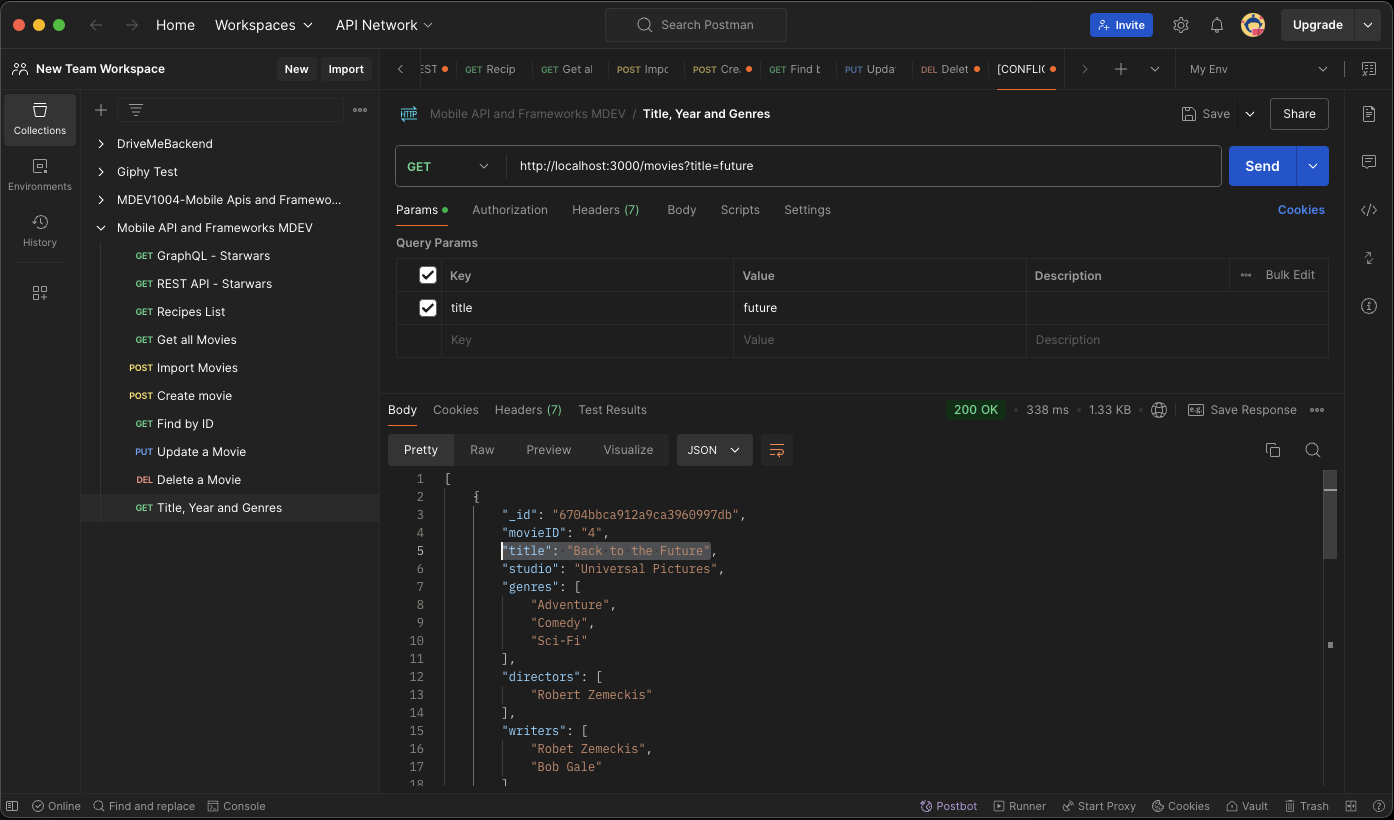 Home Workspaces API Network Search Postman Invite Upgrade
New Team Workspace New Import
EST GET Recip GET Get al POST Impo POST Crea GET Find b PUT Updat DEL Delet [CONFLIC My Env
Collections
Environments
History
DriveMeBackend
Giphy Test
MDEV1004-Mobile Apis and Framewo...
Mobile API and Frameworks MDEV
GET GraphQL - Starwars
GET REST API - Starwars
GET Recipes List
GET Get all Movies
POST Import Movies
POST Create movie
GET Find by ID
PUT Update a Movie
DEL Delete a Movie
GET Title, Year and Genres
HTTP Mobile API and Frameworks MDEV / Title, Year and Genres Save Share
GET http://localhost:3000/movies?title=future Send
Params Authorization Headers (7) Body Scripts Settings Cookies
Query Params
Key Value Description Bulk Edit
title future
Key Value Description
Body Cookies Headers (7) Test Results 200 OK 338 ms 1.33 KB e.g. Save Response
Pretty Raw Preview Visualize JSON
1 [
2 {
3 "_id": "6704bbca912a9ca3960997db",
4 "movieID": "4",
5 "title": "Back to the Future",
6 "studio": "Universal Pictures",
7 "genres": [
8 "Adventure",
9 "Comedy",
10 "Sci-Fi"
11 ],
12 "directors": [
13 "Robert Zemeckis"
14 ],
15 "writers": [
16 "Robet Zemeckis",
17 "Bob Gale"
18 ]
Online Find and replace Console Postbot Runner Start Proxy Cookies Vault Trash